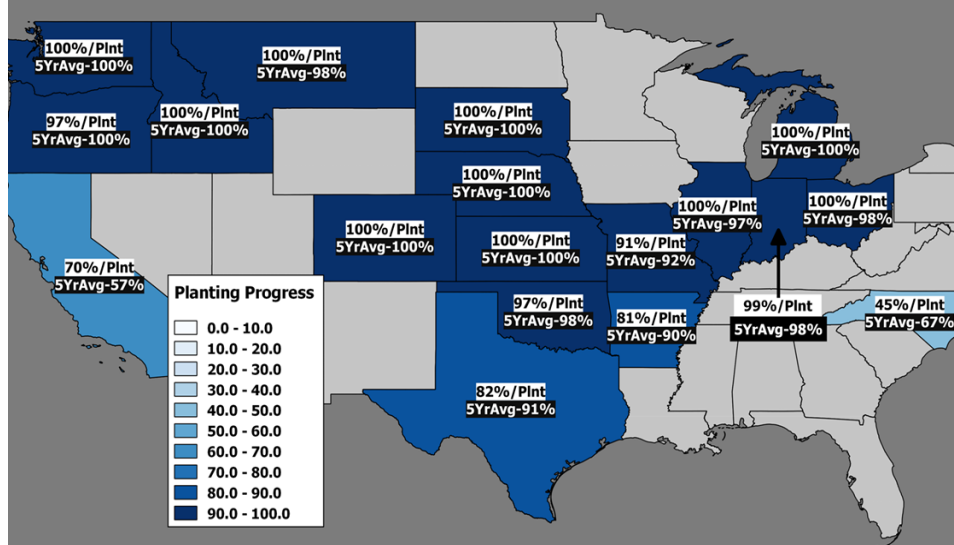 100%/Plnt
5YrAvg-100%
100%/Plnt
5YrAvg-98%
97%/Plnt
5YrAvg-100%
100%/Plnt
5YrAvg-100%
100%/Plnt
5YrAvg-100%
100%/Plnt
5YrAvg-100%
100%/Plnt
5YrAvg-100%
100%/Plnt
5YrAvg-97%
100%/Plnt
5YrAvg-98%
100%/Plnt
5YrAvg-100%
100%/Plnt
5YrAvg-100%
91%/Plnt
5YrAvg-92%
70%/Plnt
5YrAvg-57%
97%/Plnt
5YrAvg-98%
81%/Plnt
5YrAvg-90%
99%/Plnt
5YrAvg-98%
45%/Plnt
5YrAvg-67%
82%/Plnt
5YrAvg-91%
Planting Progress
0.0 - 10.0
10.0 - 20.0
20.0 - 30.0
30.0 - 40.0
40.0 - 50.0
50.0 - 60.0
60.0 - 70.0
70.0 - 80.0
80.0 - 90.0
90.0 - 100.0